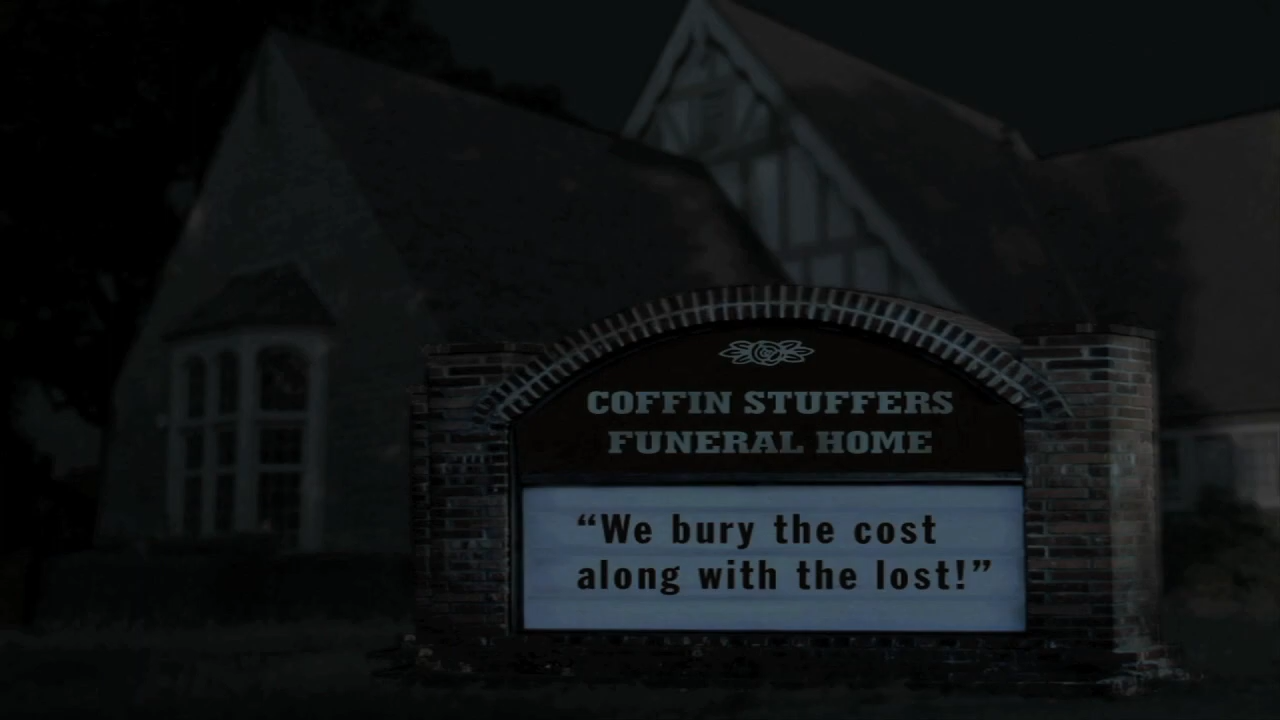 COFFIN STUFFERS
FUNERAL HOME
“We bury the cost
along with the lost!”